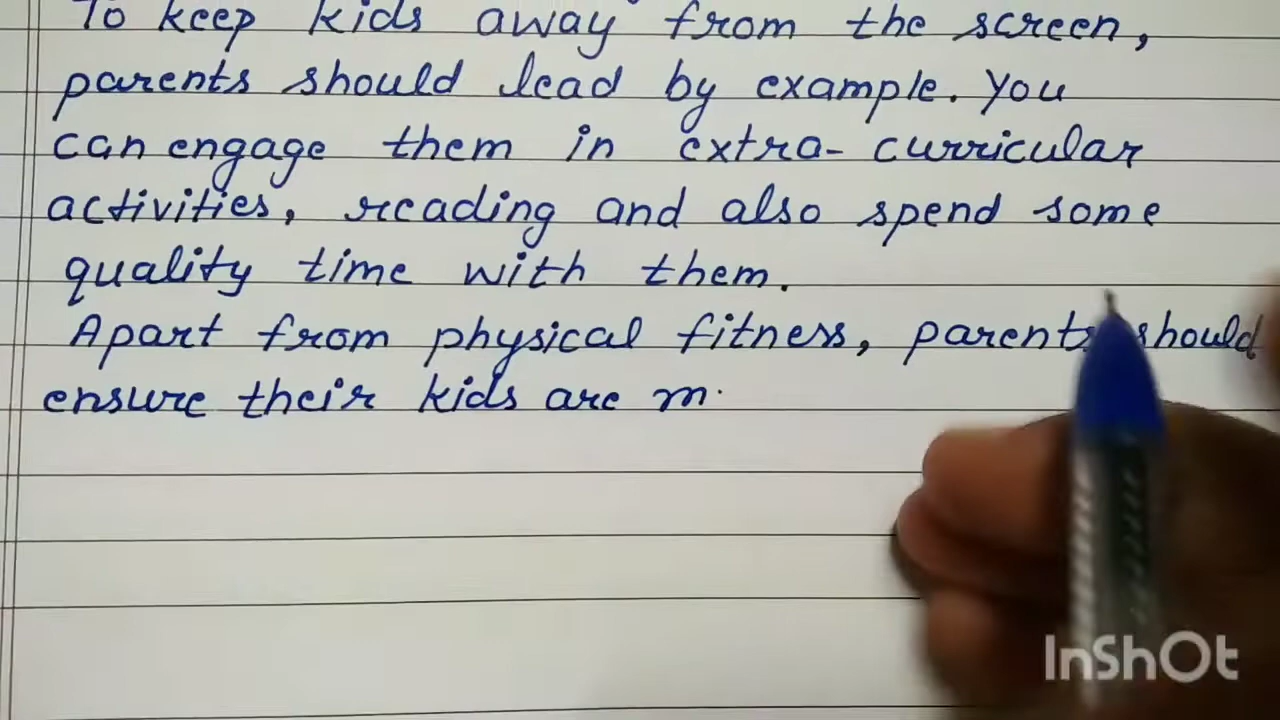 To keep kids away from the screen,
parents should lead by example. You
can engage them in extra-curricular
activities, reading and also spend some
quality time with them.
Apart from physical fitness, parents should
ensure their kids are m
InShOt